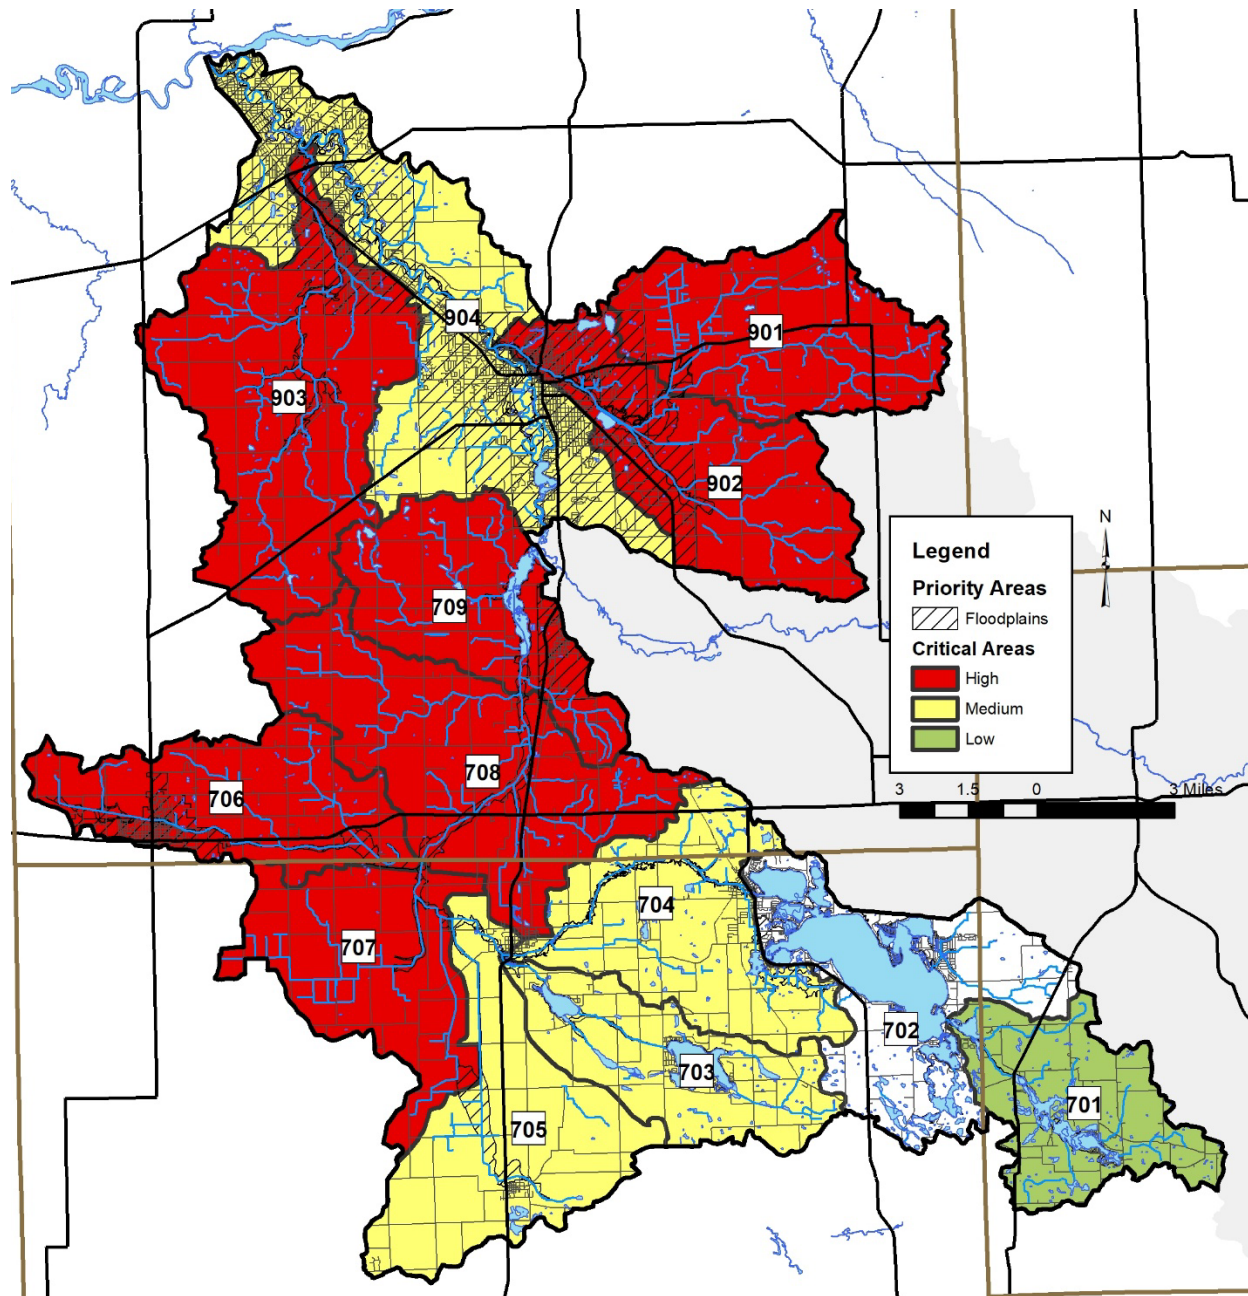 904
901
903
902
N
Legend
Priority Areas
Floodplains
Critical Areas
High
Medium
Low
709
708
706
3 1.5 0 3 Miles
704
707
702
703
701
705